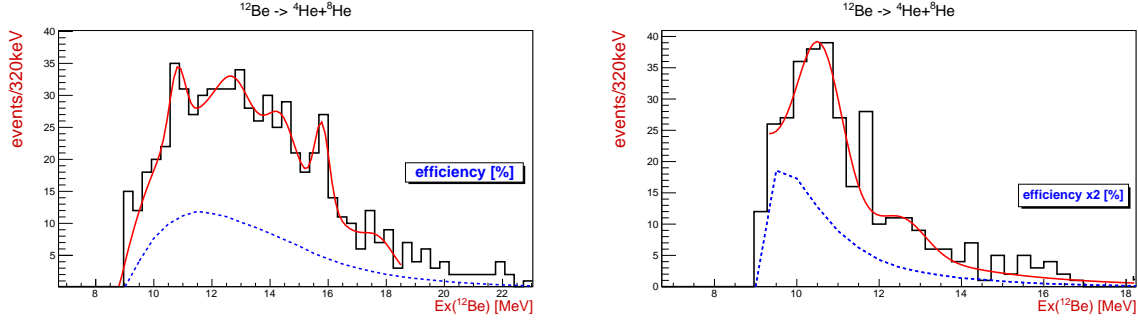 ¹²Be -> ⁴He+⁸He
events/320keV
40
35
30
25
20
15
10
5
efficiency [%]
8 10 12 14 16 18 20 22
Ex(¹²Be) [MeV]
¹²Be -> ⁴He+⁸He
events/320keV
40
35
30
25
20
15
10
5
efficiency x2 [%]
8 10 12 14 16 18
Ex(¹²Be) [MeV]